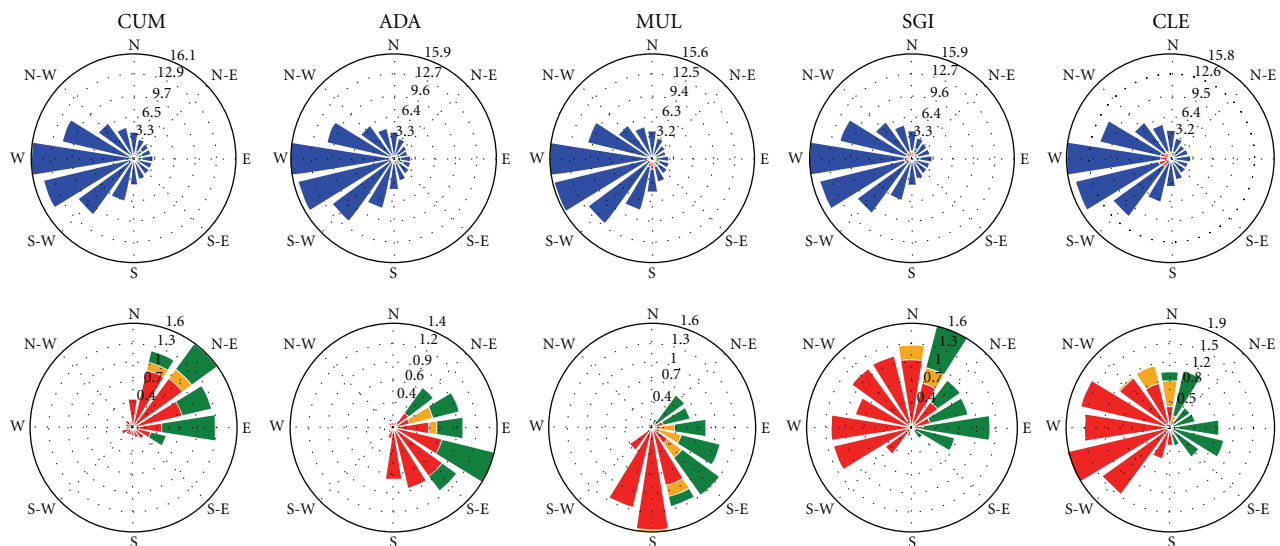 CUM ADA MUL SGI CLE
N N N N N
16.1 15.9 15.6 15.9 15.8
N-W 12.9 N-E N-W 12.7 N-E N-W 12.5 N-E N-W 12.7 N-E N-W 12.6 N-E
9.7 9.6 9.4 9.6 9.5
6.5 6.4 6.3 6.4 6.4
3.3 3.3 3.2 3.3 3.2
W E W E W E W E W E
S-W S-E S-W S-E S-W S-E S-W S-E S-W S-E
S S S S S
N N N N N
1.6 1.4 1.6 1.6 1.9
N-W 1.3 N-E N-W 1.2 N-E N-W 1.3 N-E N-W 1.3 N-E N-W 1.5 N-E
1 0.9 1 1 1.2
0.7 0.6 0.7 0.7 0.8
0.4 0.4 0.4 0.4 0.5
W E W E W E W E W E
S-W S-E S-W S-E S-W S-E S-W S-E S-W S-E
S S S S S